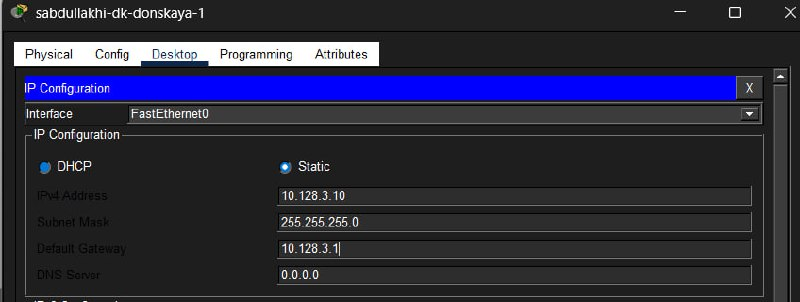 sabdullakhi-dk-donskaya-1
Physical Config Desktop Programming Attributes
IP Configuration X
Interface FastEthernet0
IP Configuration
DHCP Static
IPv4 Address 10.128.3.10
Subnet Mask 255.255.255.0
Default Gateway 10.128.3.1
DNS Server 0.0.0.0